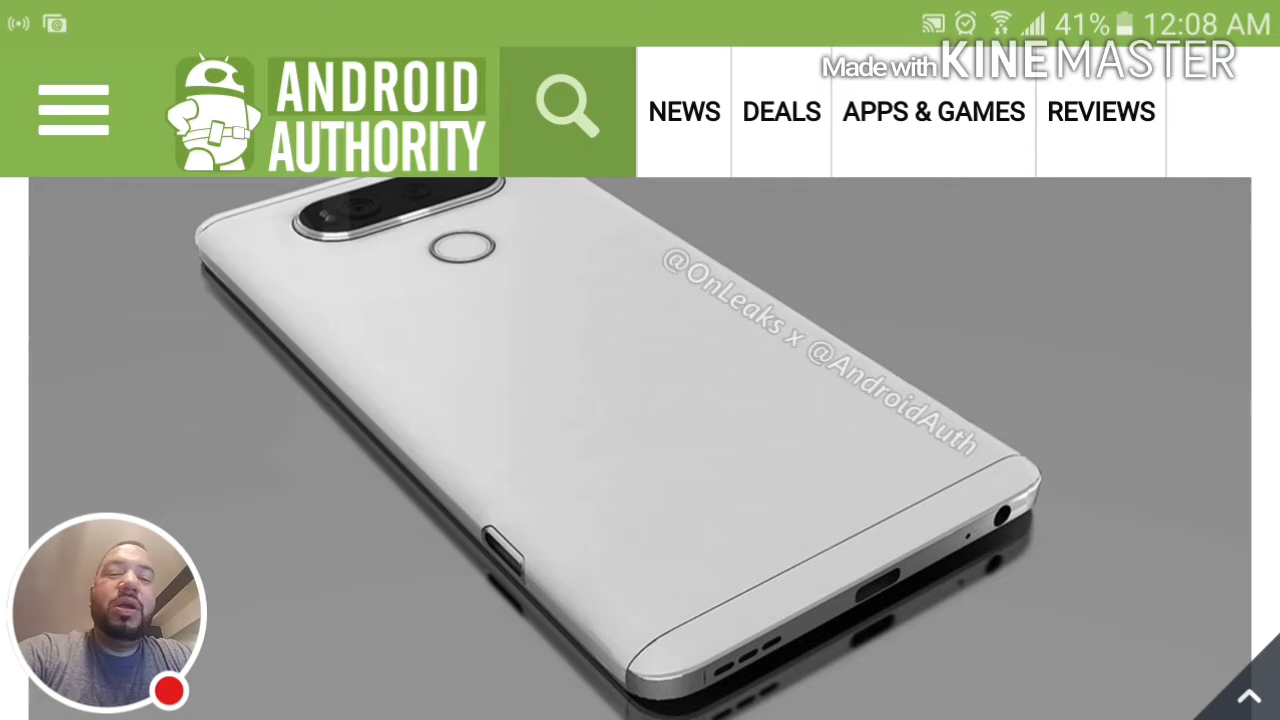 41% 12:08 AM
Made with KINEMASTER
ANDROID
AUTHORITY
NEWS
DEALS
APPS & GAMES
REVIEWS
@OnLeaks x @AndroidAuth